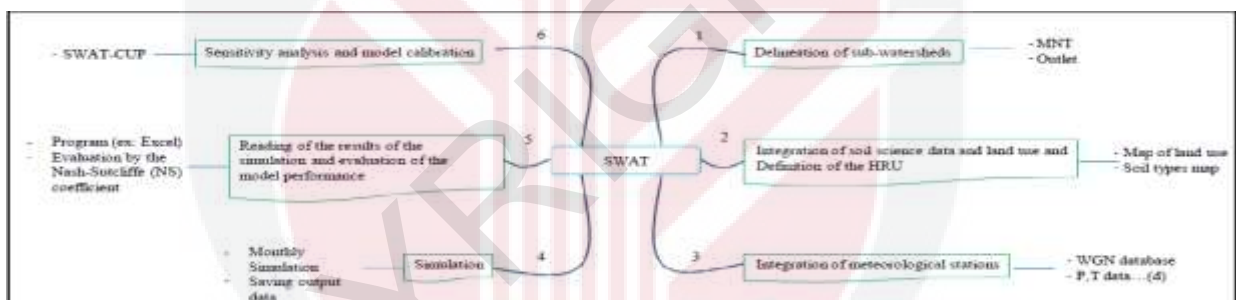 6
- SWAT-CUP
Sensitivity analysis and model calibration
1
Delineation of sub-watersheds
- MNT
- Outlet
5
- Program (ex: Excel)
- Evaluation by the
Nash-Sutcliffe (NS)
coefficient
Reading of the results of the
simulation and evaluation of the
model performance
SWAT
2
Integration of soil science data and land use and
Definition of the HRU
- Map of land use
- Soil types map
4
- Monthly
Simulation
- Saving output
data
Simulation
3
Integration of meteorological stations
- WGN database
- P,T data…(d)